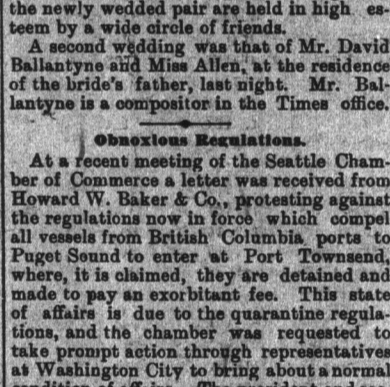 the newly wedded pair are held in high es-
teem by a wide circle of friends.
A second wedding was that of Mr. David
Ballantyne and Miss Allen, at the residence
of the bride's father, last night. Mr. Bal-
lantyne is a compositor in the Times office.
Obnoxious Regulations.
At a recent meeting of the Seattle Cham-
ber of Commerce a letter was received from
Howard W. Baker & Co., protesting against
the regulations now in force which compel
all vessels from British Columbia ports to
Puget Sound to enter at Port Townsend,
where, it is claimed, they are detained and
made to pay an exorbitant fee. This state
of affairs is due to the quarantine regula-
tions, and the chamber was requested to
take prompt action through representatives
at Washington City to bring about a normal